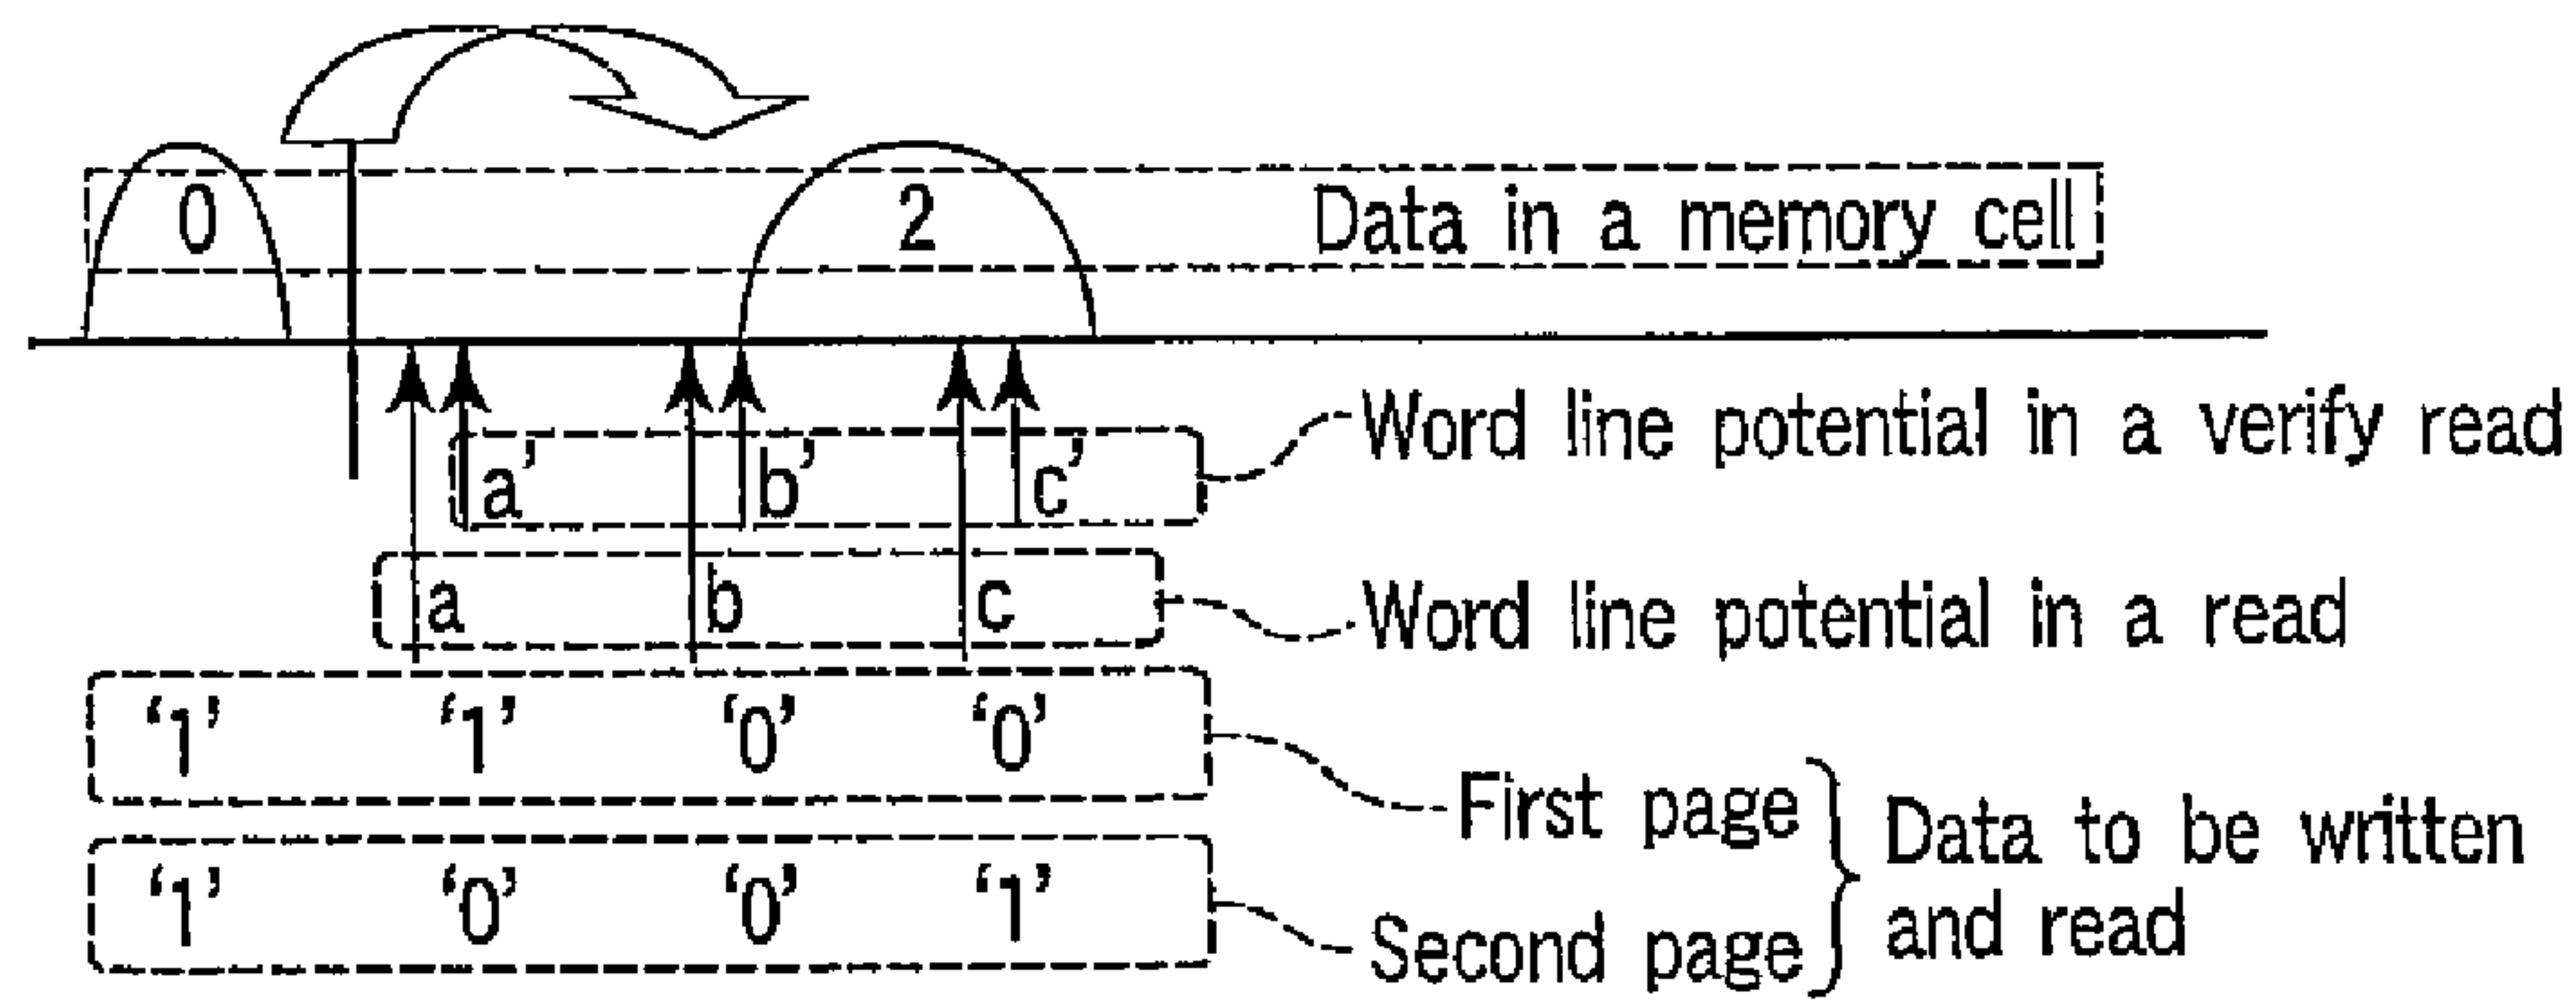 0 2 Data in a memory cell
a’ b’ c’ Word line potential in a verify read
a b c Word line potential in a read
‘1’ ‘1’ ‘0’ ‘0’
First page
‘1’ ‘0’ ‘0’ ‘1’
Second page
Data to be written
and read